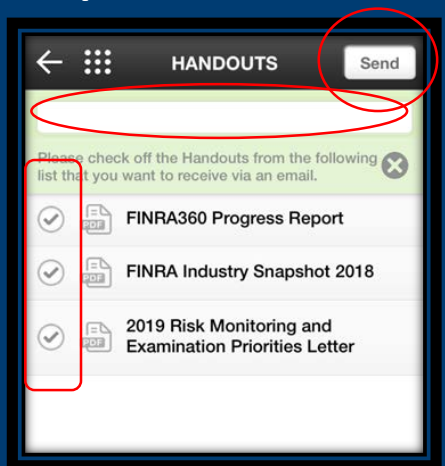 HANDOUTS
Send
Please check off the Handouts from the following
list that you want to receive via an email.
PDF
FINRA360 Progress Report
PDF
FINRA Industry Snapshot 2018
PDF
2019 Risk Monitoring and
Examination Priorities Letter